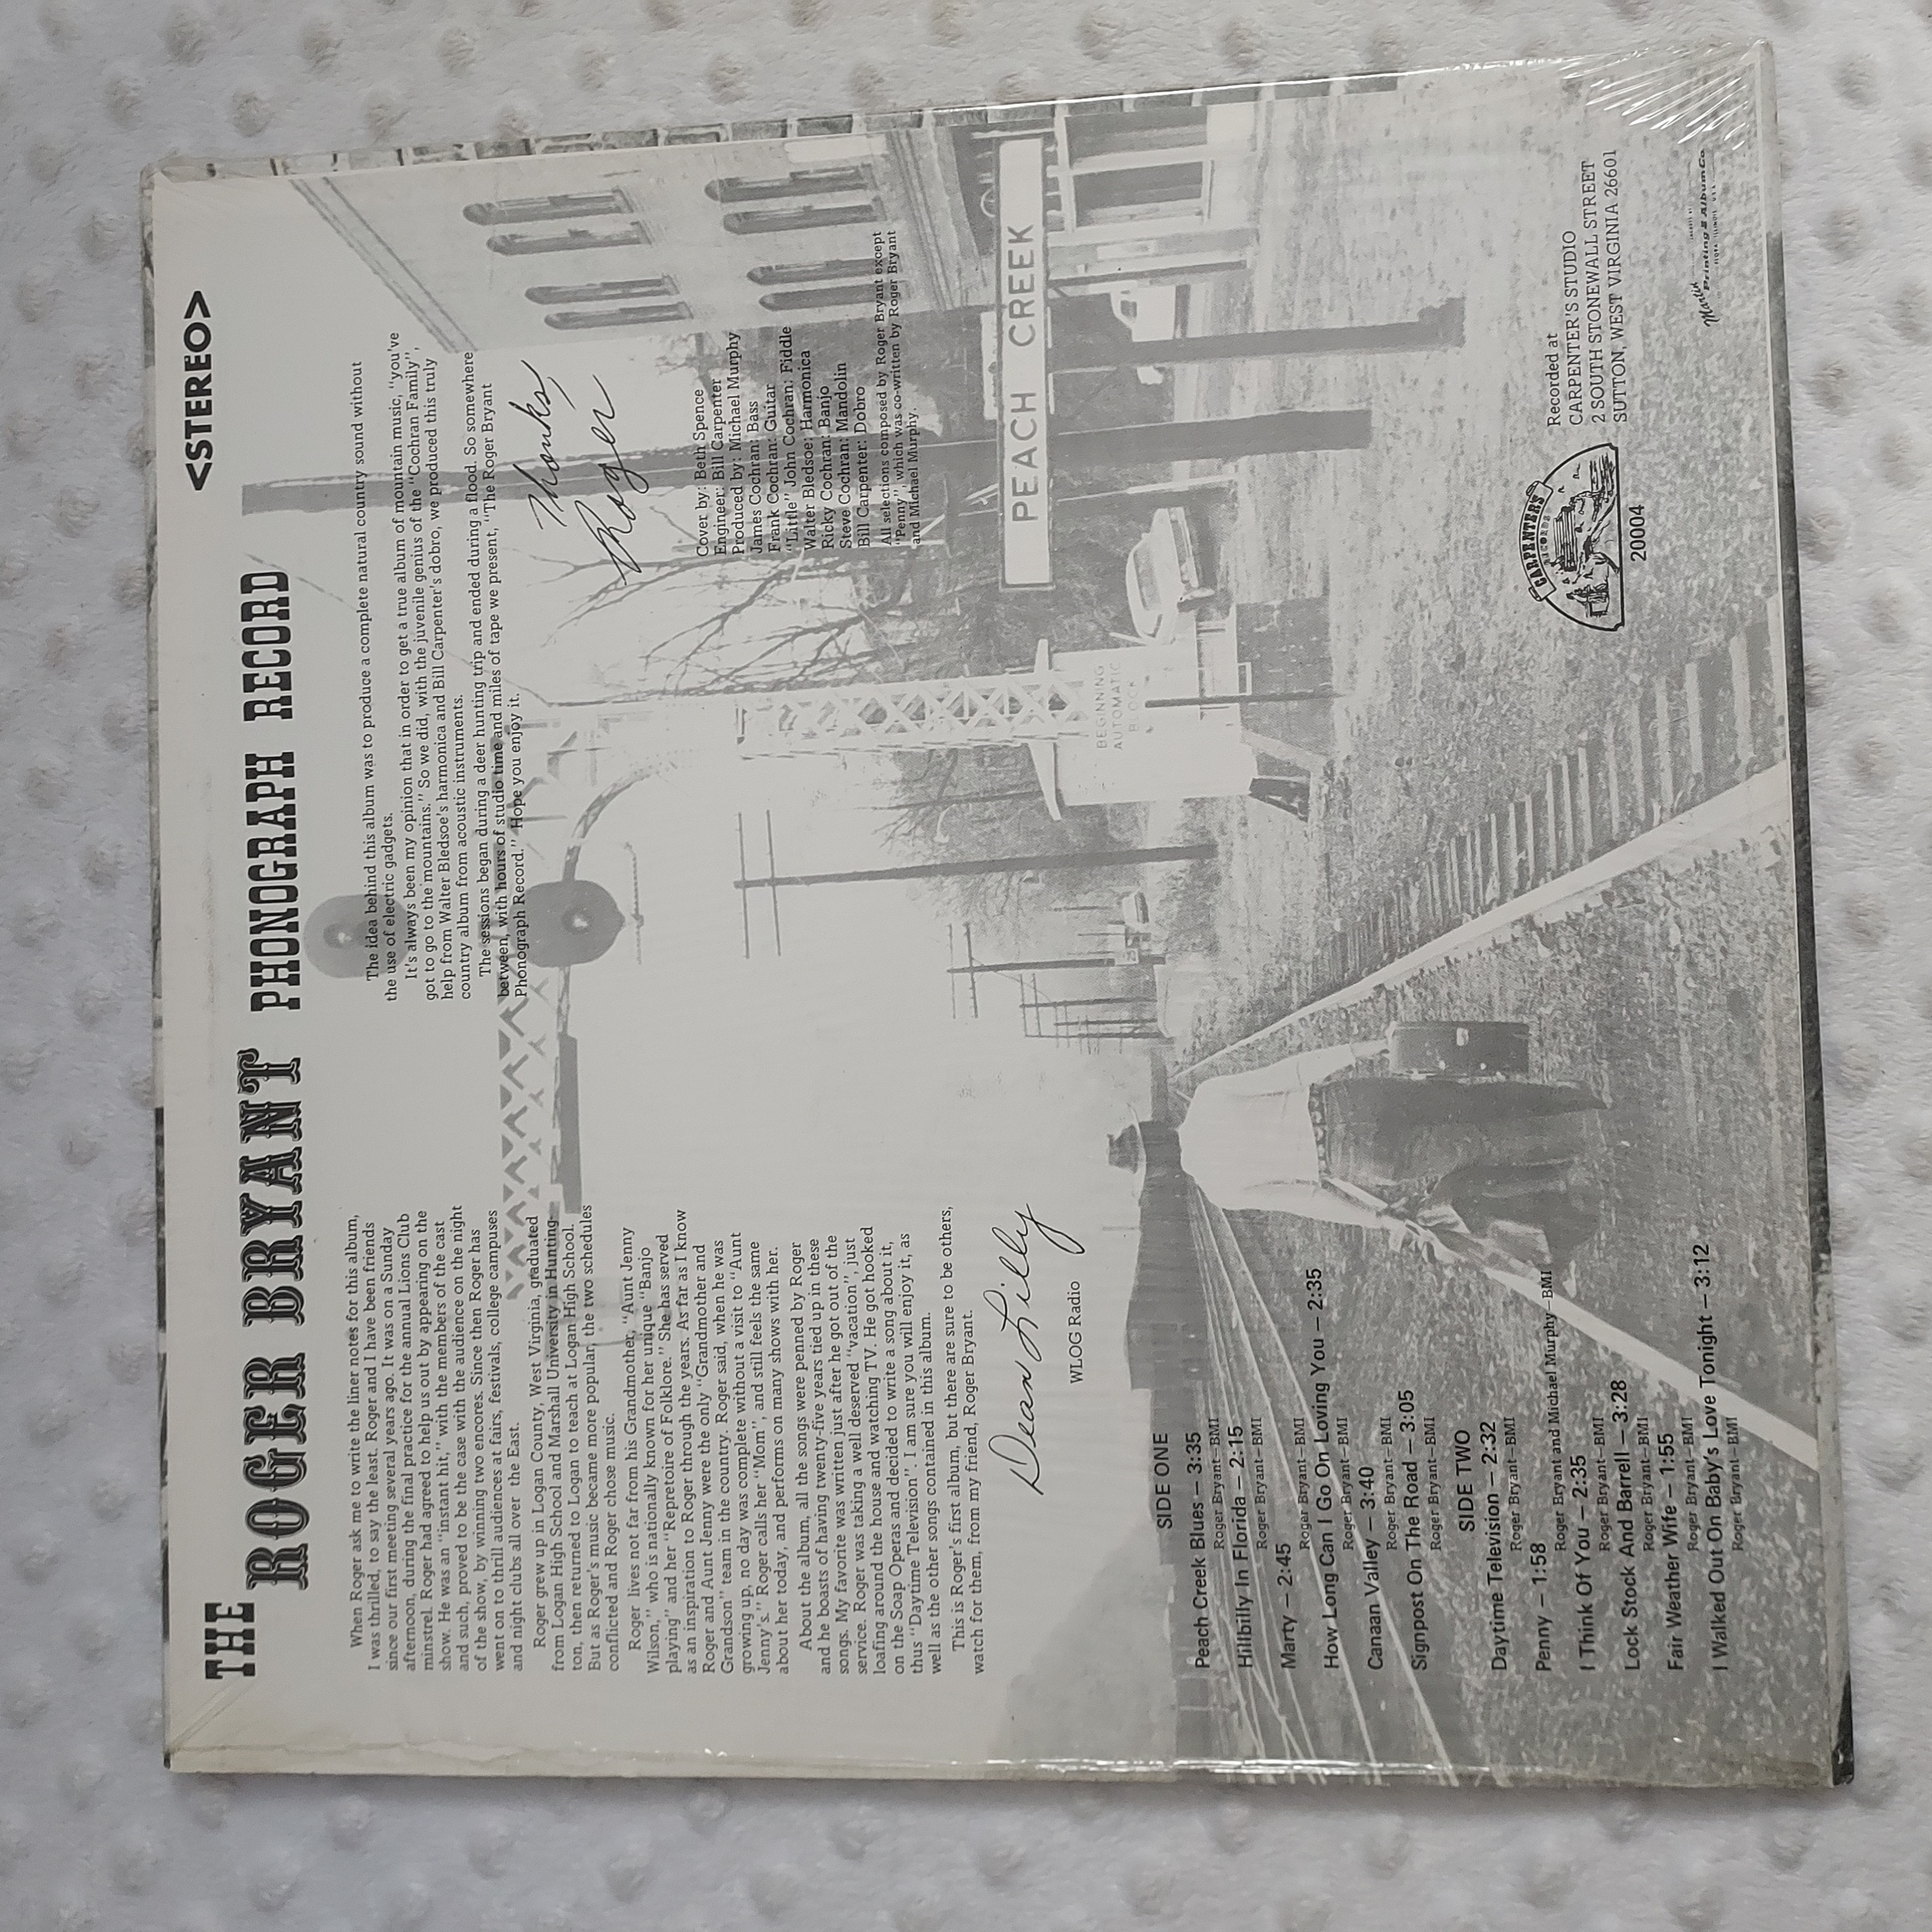 <STEREO>
THE
ROGER BRYANT PHONOGRAPH RECORD
When Roger ask me to write the liner notes for this album,
I was thrilled, to say the least. Roger and I have been friends
since our first meeting several years ago. It was on a Sunday
afternoon, during the final practice for the annual Lions Club
minstrel. Roger had agreed to help us out by appearing on the
show. He was an "instant hit," with the members of the cast
and such, proved to be the case with the audience on the night
of the show, by winning two encores. Since then Roger has
went on to thrill audiences at fairs, festivals, college campuses
and night clubs all over the East.
Roger grew up in Logan County, West Virginia, graduated
from Logan High School and Marshall University in Hunting-
ton, then returned to Logan to teach at Logan High School.
But as Roger's music became more popular, the two schedules
conflicted and Roger chose music.
Roger lives not far from his Grandmother, "Aunt Jenny
Wilson," who is nationally known for her unique "Banjo
playing" and her "Repretoire of Folklore." She has served
as an inspiration to Roger through the years. As far as I know
Roger and Aunt Jenny were the only "Grandmother and
Grandson" team in the country. Roger said, when he was
growing up, no day was complete without a visit to "Aunt
Jenny's." Roger calls her "Mom", and still feels the same
about her today, and performs on many shows with her.
About the album, all the songs were penned by Roger
and he boasts of having twenty-five years tied up in these
songs. My favorite was written just after he got out of the
service. Roger was taking a well deserved "vacation", just
loafing around the house and watching TV. He got hooked
on the Soap Operas and decided to write a song about it,
thus "Daytime Television". I am sure you will enjoy it, as
well as the other songs contained in this album.
This is Roger's first album, but there are sure to be others,
watch for them, from my friend, Roger Bryant.
Dean Lilly
WLOG Radio
The idea behind this album was to produce a complete natural country sound without
the use of electric gadgets.
It's always been my opinion that in order to get a true album of mountain music, "you've
got to go to the mountains." So we did, with the juvenile genius of the "Cochran Family",
help from Walter Bledsoe's harmonica and Bill Carpenter's dobro, we produced this truly
country album from acoustic instruments.
The sessions began during a deer hunting trip and ended during a flood. So somewhere
between, with hours of studio time and miles of tape we present, "The Roger Bryant
Phonograph Record." Hope you enjoy it.
Thanks,
Roger
Cover by: Beth Spence
Engineer: Bill Carpenter
Produced by: Michael Murphy
James Cochran: Bass
Frank Cochran: Guitar
"Little" John Cochran: Fiddle
Walter Bledsoe: Harmonica
Ricky Cochran: Banjo
Steve Cochran: Mandolin
Bill Carpenter: Dobro
All selections composed by Roger Bryant except
"Penny", which was co-written by Roger Bryant
and Michael Murphy.
PEACH CREEK
BEGINNING
AUTOMATIC
BLOCK
SIDE ONE
Peach Creek Blues — 3:35
Roger Bryant—BMI
Hillbilly In Florida — 2:15
Roger Bryant—BMI
Marty — 2:45
Roger Bryant—BMI
How Long Can I Go On Loving You — 2:35
Roger Bryant—BMI
Canaan Valley — 3:40
Roger Bryant—BMI
Signpost On The Road — 3:05
Roger Bryant—BMI
SIDE TWO
Daytime Television — 2:32
Roger Bryant—BMI
Penny — 1:58
Roger Bryant and Michael Murphy—BMI
I Think Of You — 2:35
Roger Bryant—BMI
Lock Stock And Barrell — 3:28
Roger Bryant—BMI
Fair Weather Wife — 1:55
Roger Bryant—BMI
I Walked Out On Baby's Love Tonight — 3:12
Roger Bryant—BMI
CARPENTER'S
RECORDS
20004
Recorded at
CARPENTER'S STUDIO
2 SOUTH STONEWALL STREET
SUTTON, WEST VIRGINIA 26601
Martin Printing & Album Co